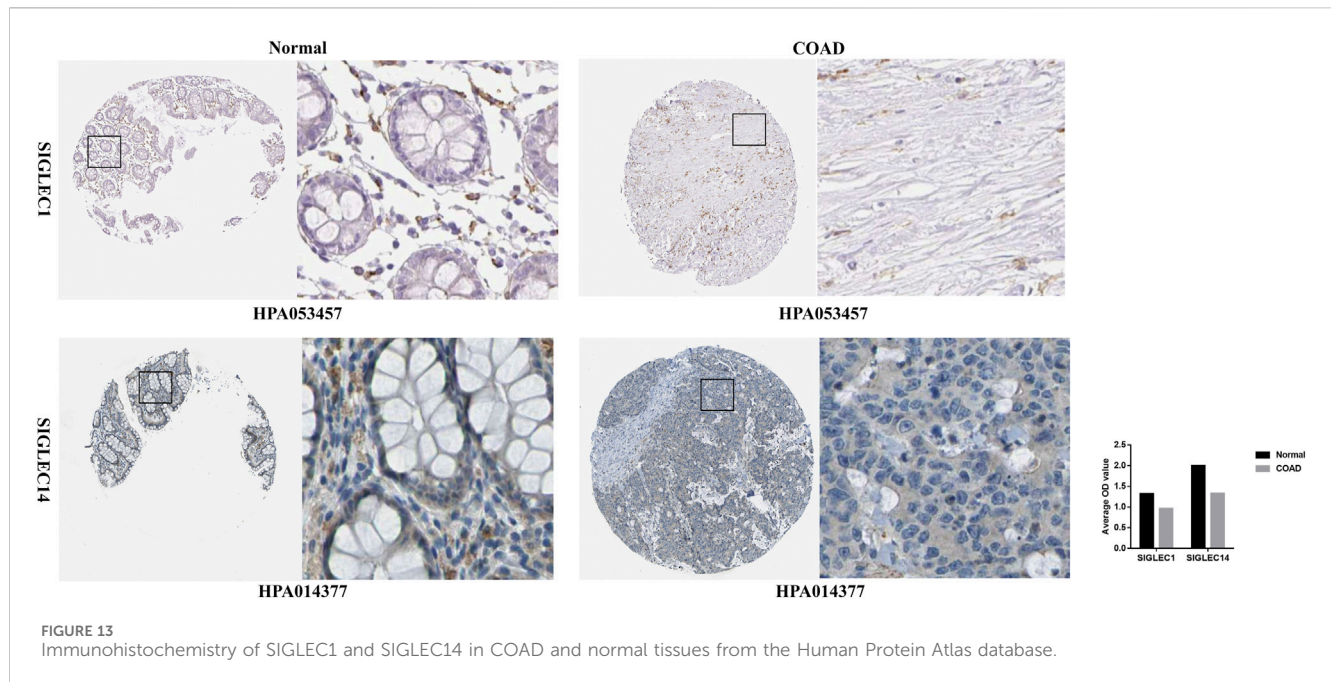 Normal
COAD
SIGLEC1
HPA053457
HPA053457
SIGLEC14
HPA014377
HPA014377
Average OD value
2.5
2.0
1.5
1.0
0.5
0.0
SIGLEC1
SIGLEC14
Normal
COAD
FIGURE 13
Immunohistochemistry of SIGLEC1 and SIGLEC14 in COAD and normal tissues from the Human Protein Atlas database.